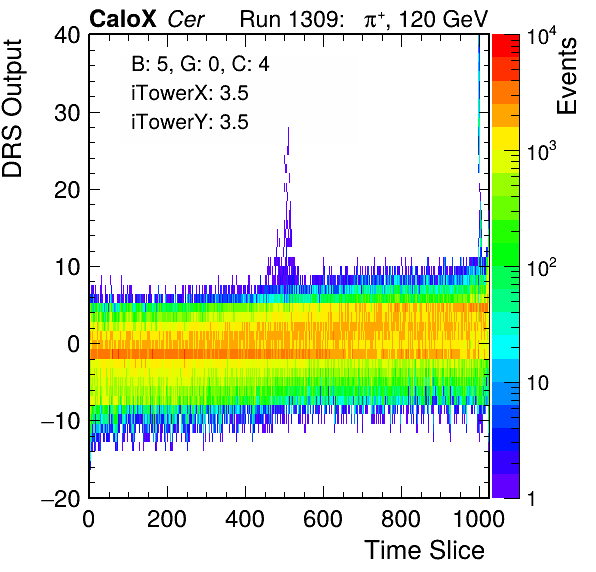 CaloX Cer Run 1309: π⁺, 120 GeV
B: 5, G: 0, C: 4
iTowerX: 3.5
iTowerY: 3.5
DRS Output
40
30
20
10
0
−10
−20
0 200 400 600 800 1000
Time Slice
Events
10⁴
10³
10²
10
1